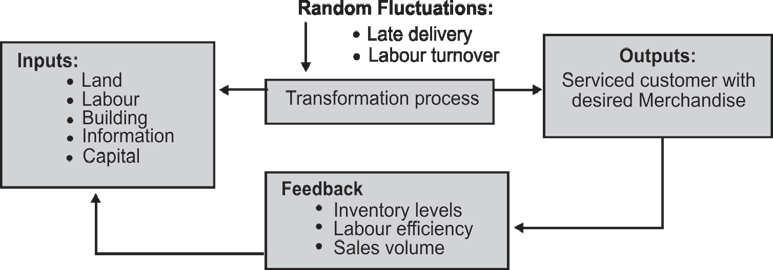 Random Fluctuations:
• Late delivery
• Labour turnover
Inputs:
• Land
• Labour
• Building
• Information
• Capital
Transformation process
Outputs:
Serviced customer with
desired Merchandise
Feedback
• Inventory levels
• Labour efficiency
• Sales volume